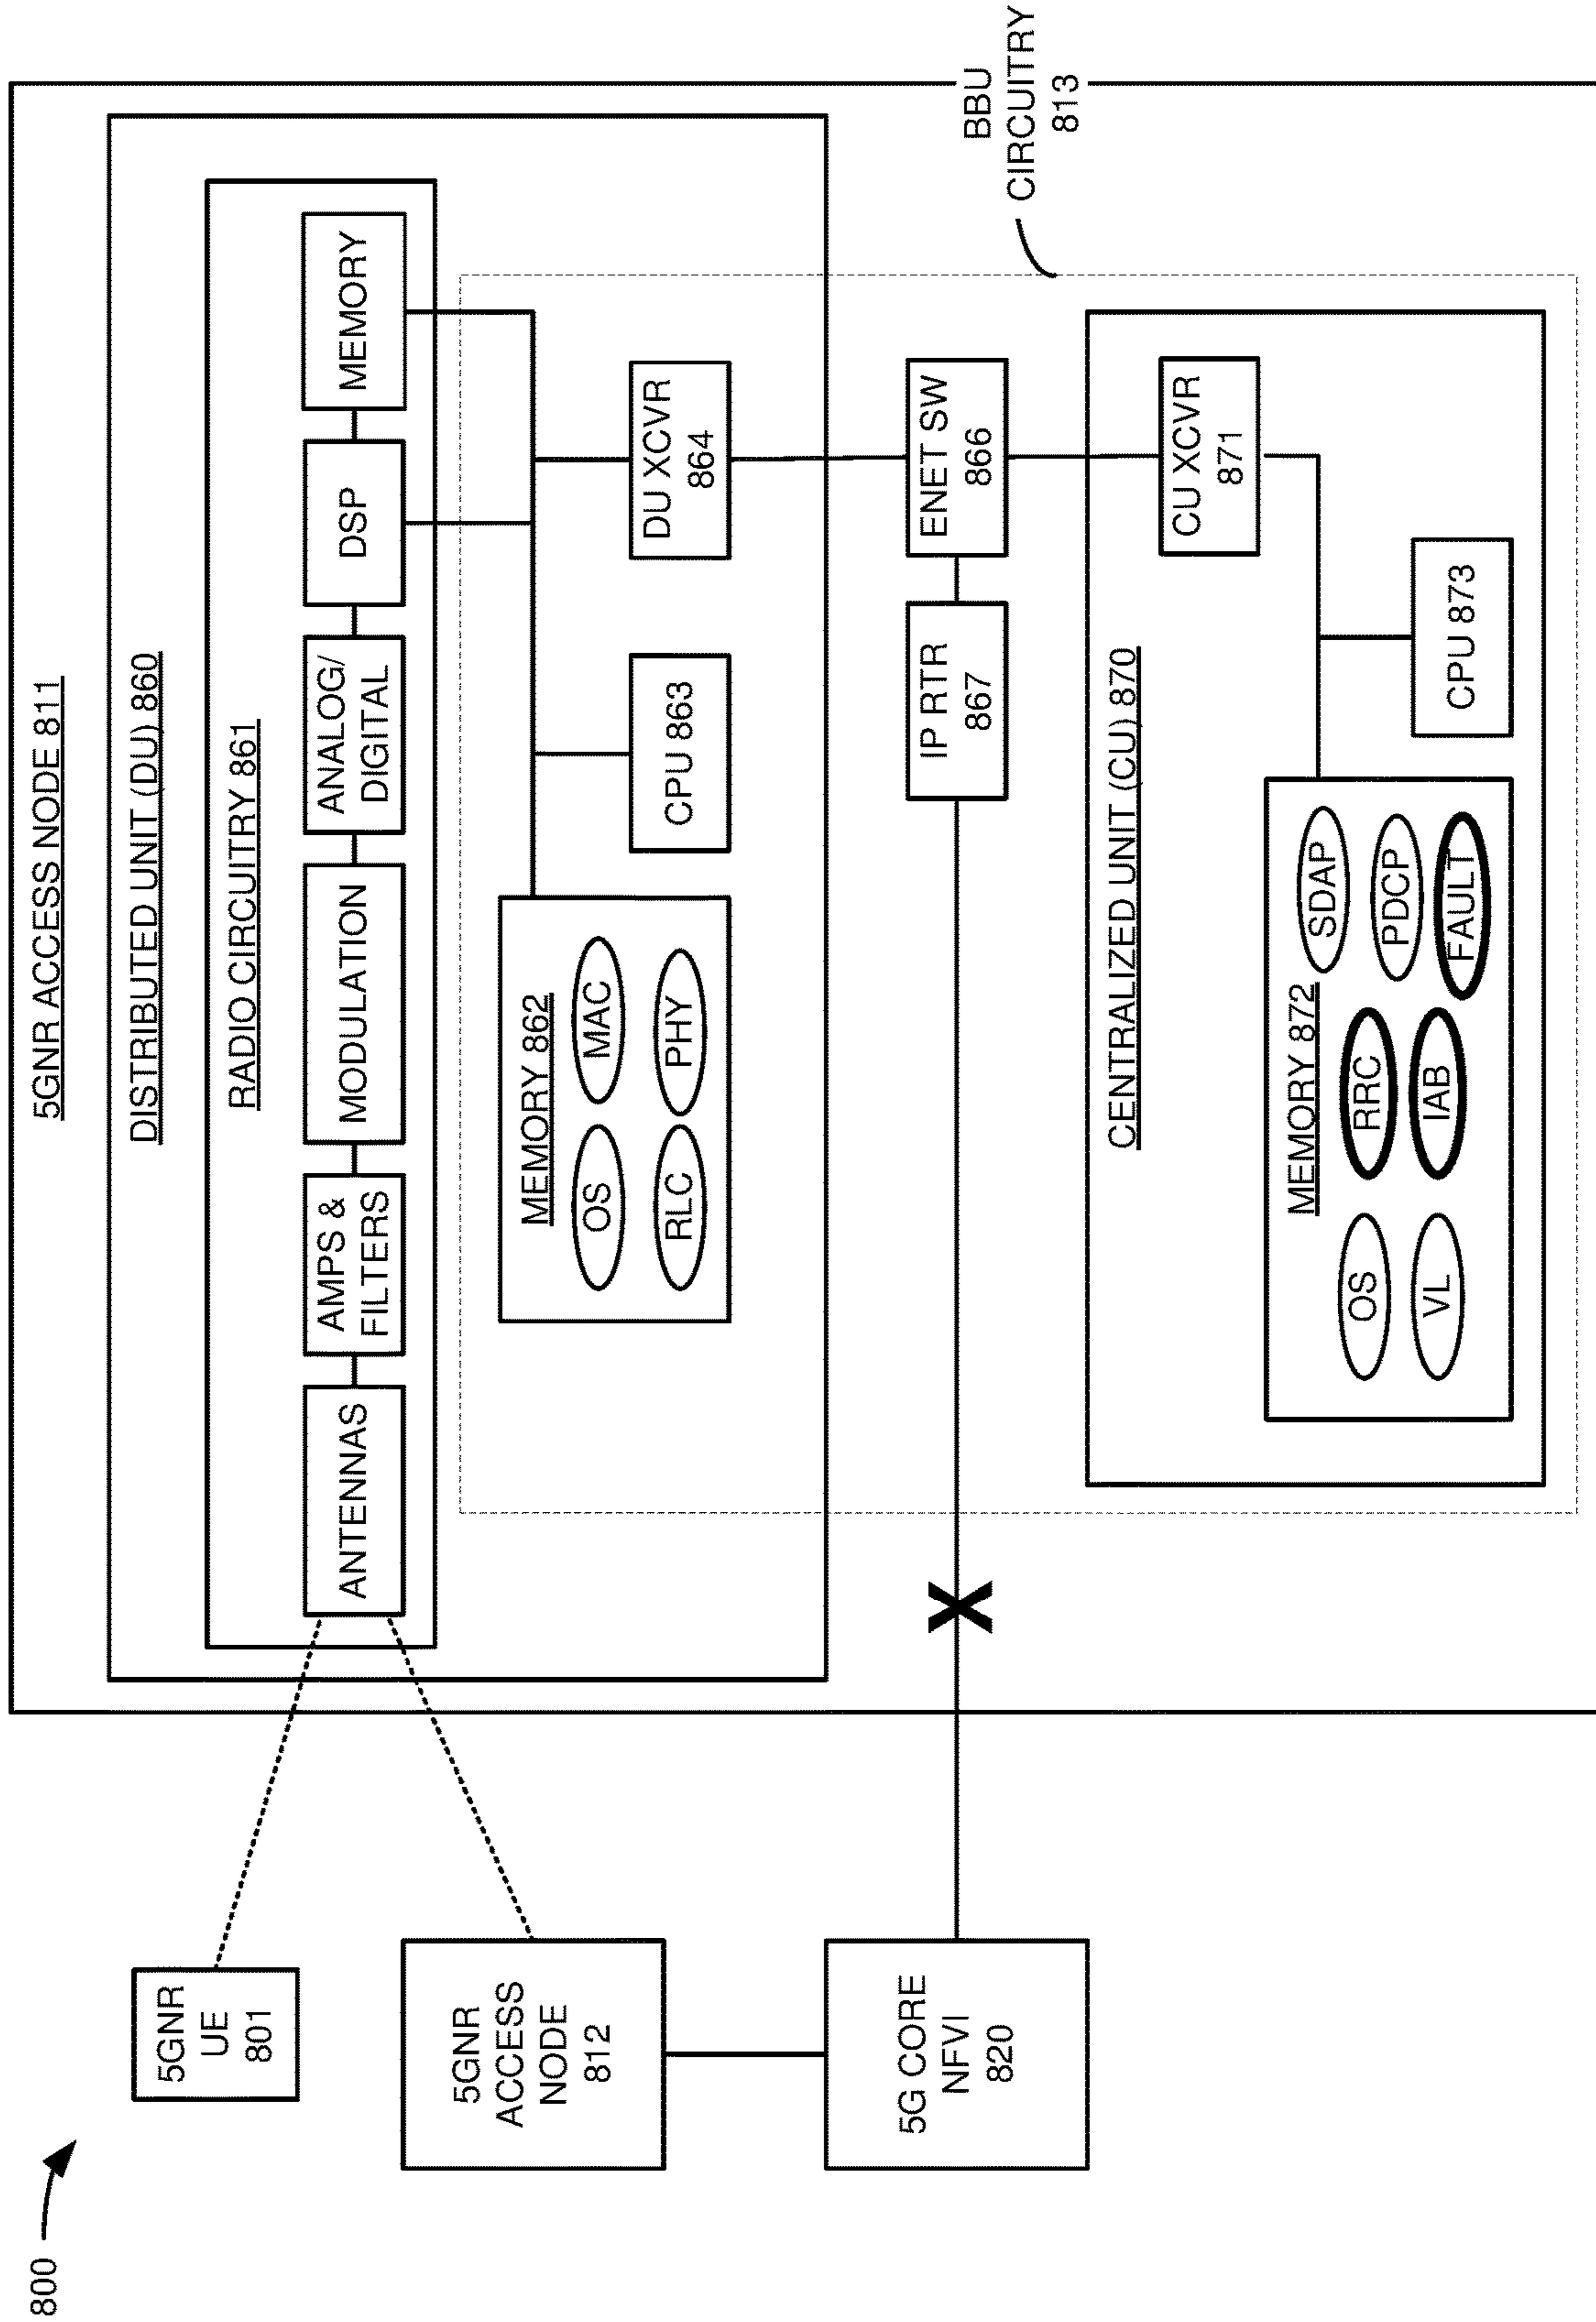 800
5GNR ACCESS NODE 811
DISTRIBUTED UNIT (DU) 860
RADIO CIRCUITRY 861
ANTENNAS
AMPS &
FILTERS
MODULATION
ANALOG/
DIGITAL
DSP
MEMORY
5GNR
UE
801
5GNR
ACCESS
NODE
812
5G CORE
NFVI
820
MEMORY 862
OS
MAC
RLC
PHY
CPU 863
DU XCVR
864
X
IP RTR
867
ENET SW
866
BBU
CIRCUITRY
813
CENTRALIZED UNIT (CU) 870
CU XCVR
871
MEMORY 872
OS
RRC
SDAP
PDCP
VL
IAB
FAULT
CPU 873